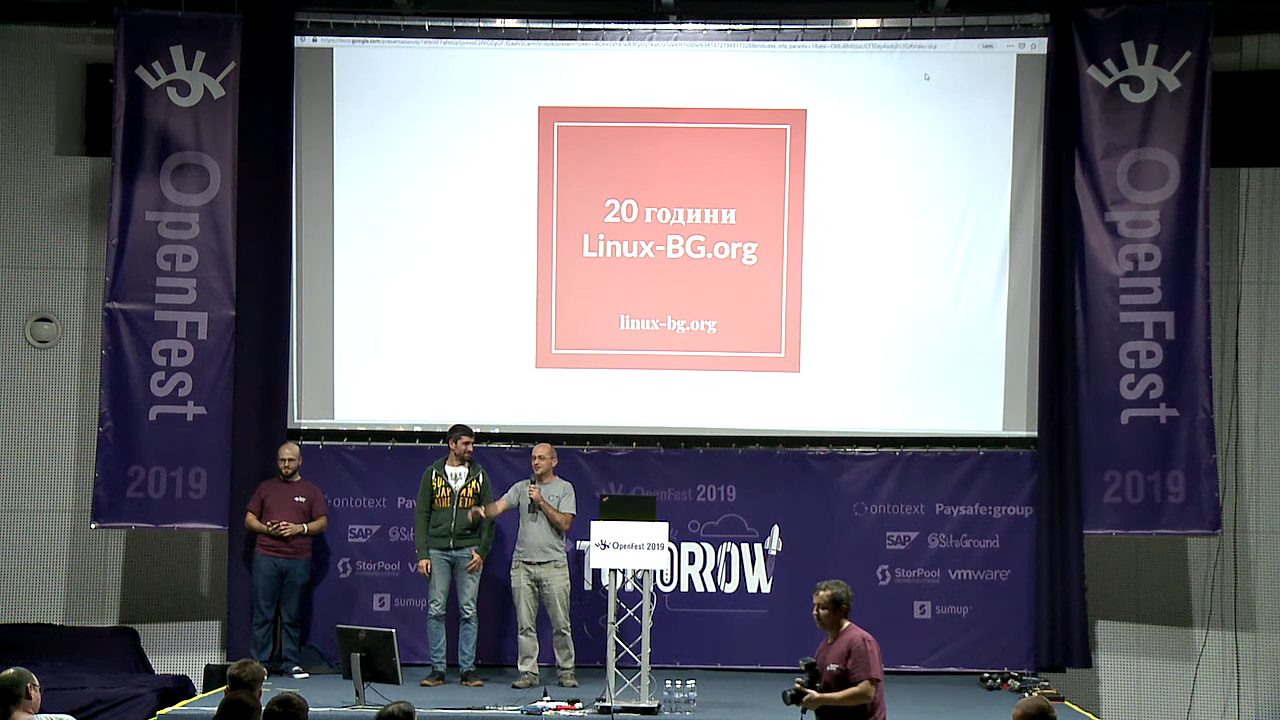 20 години
Linux-BG.org
linux-bg.org
OpenFest
2019
OpenFest
2019
ontotext
SAP
StorPool
sumup
OpenFest 2019
OpenFest 2019
ontotext Paysafe:group
SAP SiteGround
StorPool vmware
sumup